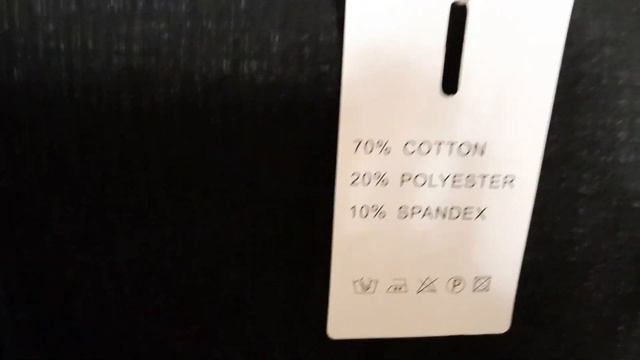 70% COTTON
20% POLYESTER
10% SPANDEX
P